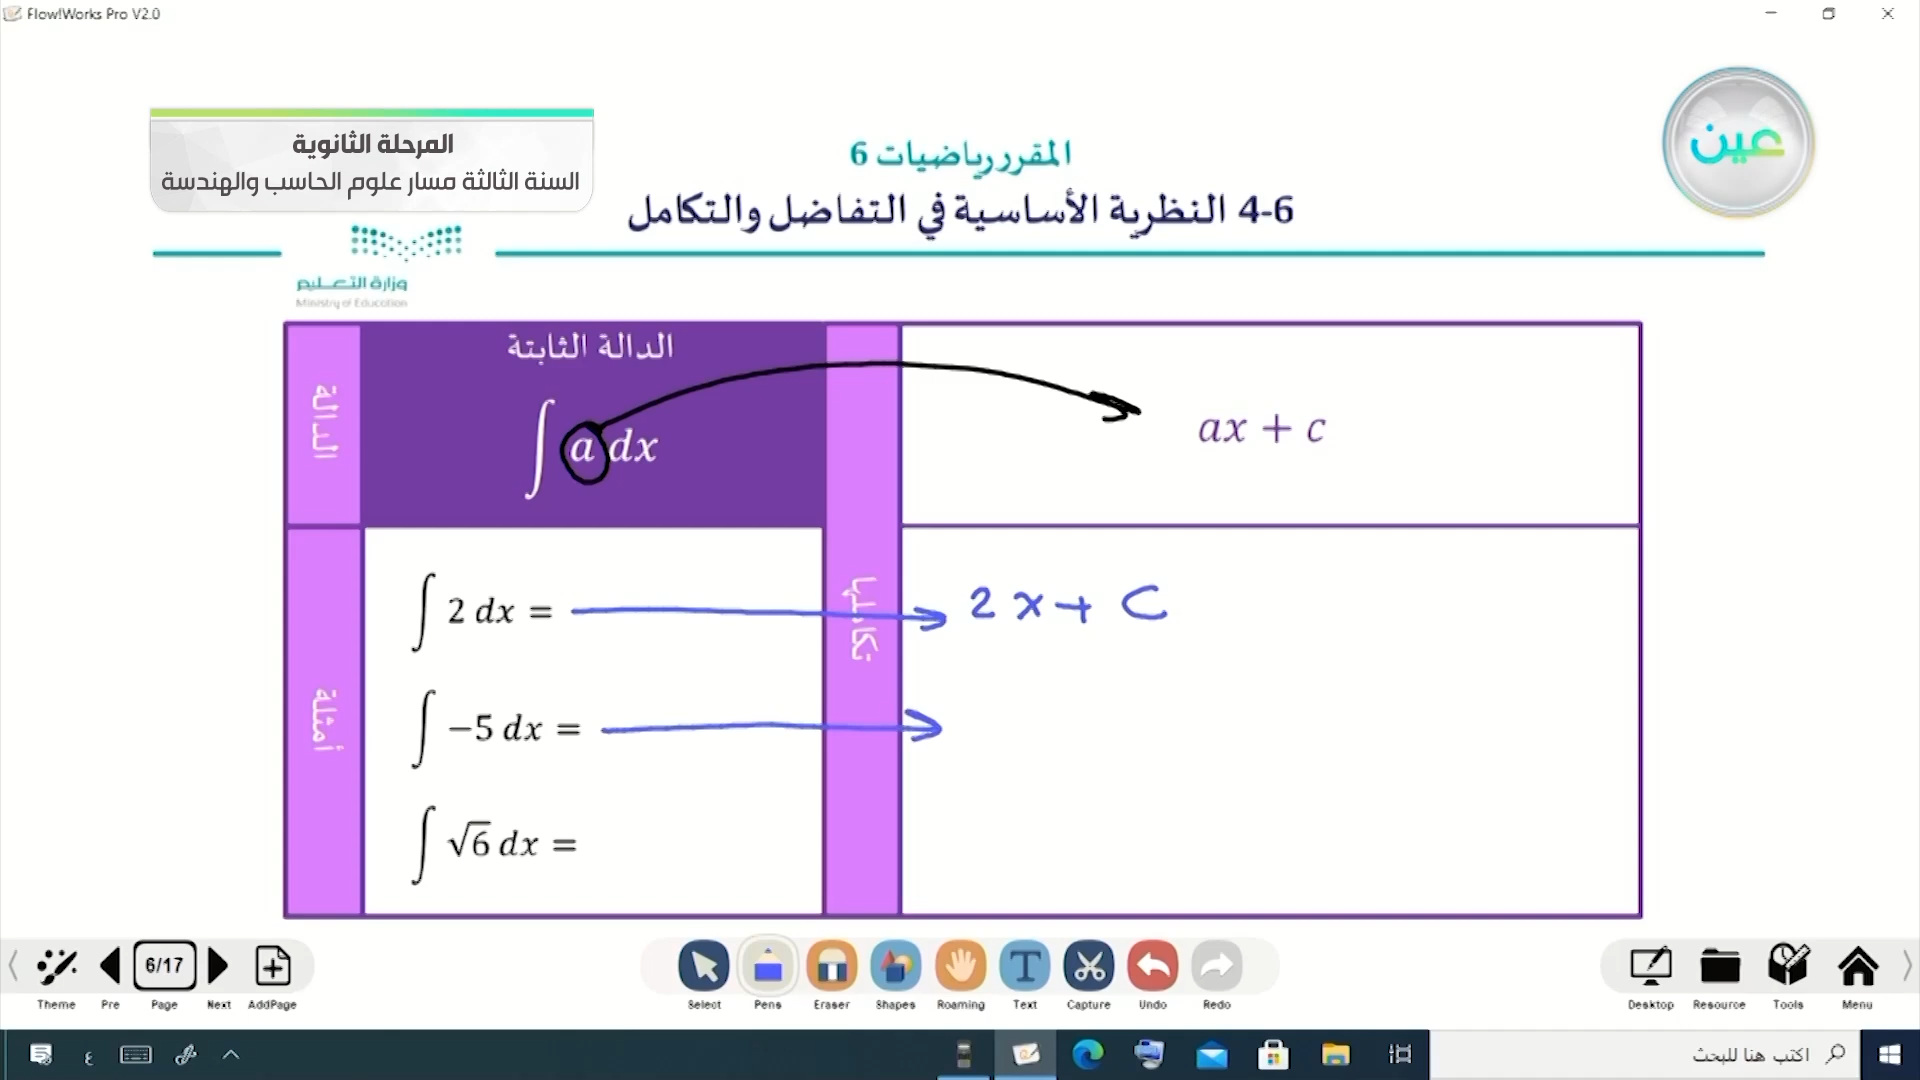 Flow!Works Pro V2.0
المرحلة الثانوية
السنة الثالثة مسار علوم الحاسب والهندسة
المقرر رياضيات 6
4-6 النظرية الأساسية في التفاضل والتكامل
عين
وزارة التعليم
Ministry of Education
الدالة
الدالة الثابتة
∫ a dx
ax + c
أمثلة
تكاملها
∫ 2 dx =
2x + C
∫ −5 dx =
∫ √6 dx =
6/17
Theme Pre Page Next AddPage
Select Pens Eraser Shapes Roaming Text Capture Undo Redo
Desktop Resource Tools Menu
ع
اكتب هنا للبحث